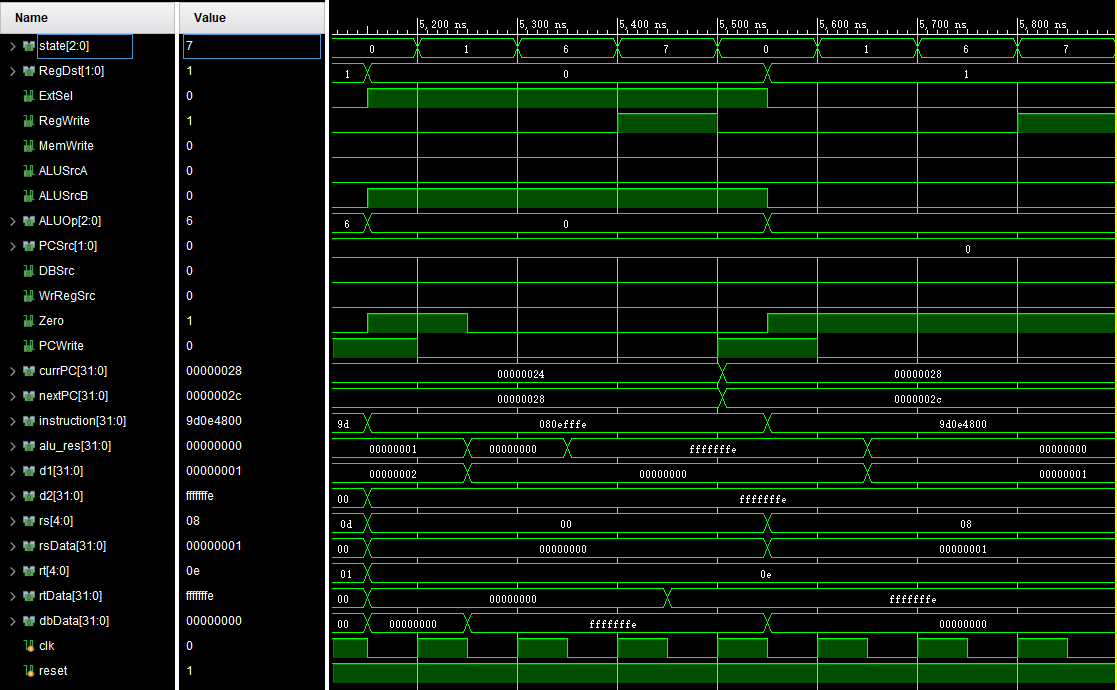 Name Value
5,200 ns 5,300 ns 5,400 ns 5,500 ns 5,600 ns 5,700 ns 5,800 ns
state[2:0] 7 0 1 6 7 0 1 6 7
RegDst[1:0] 1 1 0 1
ExtSel 0
RegWrite 1
MemWrite 0
ALUSrcA 0
ALUSrcB 0
ALUOp[2:0] 6 6 0
PCSrc[1:0] 0 0
DBSrc 0
WrRegSrc 0
Zero 1
PCWrite 0
currPC[31:0] 00000028 00000024 00000028
nextPC[31:0] 0000002c 00000028 0000002c
instruction[31:0] 9d0e4800 9d 080efffe 9d0e4800
alu_res[31:0] 00000000 00000001 00000000 fffffffe 00000000
d1[31:0] 00000001 00000002 00000000 00000001
d2[31:0] fffffffe 00 fffffffe
rs[4:0] 08 0d 00 08
rsData[31:0] 00000001 00 00000000 00000001
rt[4:0] 0e 01 0e
rtData[31:0] fffffffe 00 00000000 fffffffe
dbData[31:0] 00000000 00 00000000 fffffffe 00000000
clk 0
reset 1